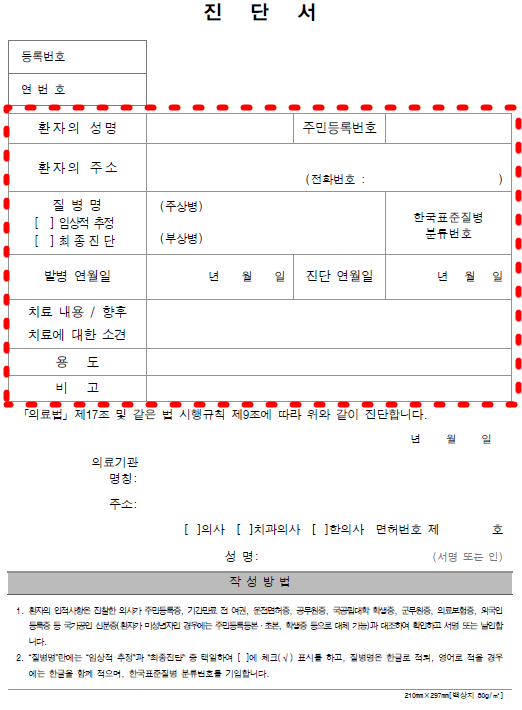 진 단 서
등록번호
연 번 호
환자의 성명
주민등록번호
환자의 주소
(전화번호 : )
질 병 명
[ ] 임상적 추정
[ ] 최 종 진 단
(주상병)
(부상병)
한국표준질병
분류번호
발병 연월일
년 월 일
진단 연월일
년 월 일
치료 내용 / 향후
치료에 대한 소견
용 도
비 고
「의료법」 제17조 및 같은 법 시행규칙 제9조에 따라 위와 같이 진단합니다.
년 월 일
의료기관
명칭:
주소:
[ ]의사 [ ]치과의사 [ ]한의사 면허번호 제 호
성 명: (서명 또는 인)
작 성 방 법
1. 환자의 인적사항은 진찰한 의사가 주민등록증, 기간만료 전 여권, 운전면허증, 공무원증, 국공립대학 학생증, 군무원증, 의료보험증, 외국인
등록증 등 국가공인 신분증(환자가 미성년자인 경우에는 주민등록등본ㆍ초본, 학생증 등으로 대체 가능)과 대조하여 확인하고 서명 또는 날인합
니다.
2. "질병명"란에는 "임상적 추정"과 "최종진단" 중 택일하여 [ ]에 체크(√) 표시를 하고, 질병명은 한글로 적되, 영어로 적을 경우
에는 한글을 함께 적으며, 한국표준질병 분류번호를 기입합니다.
210mm×297mm[백상지 80g/㎡]